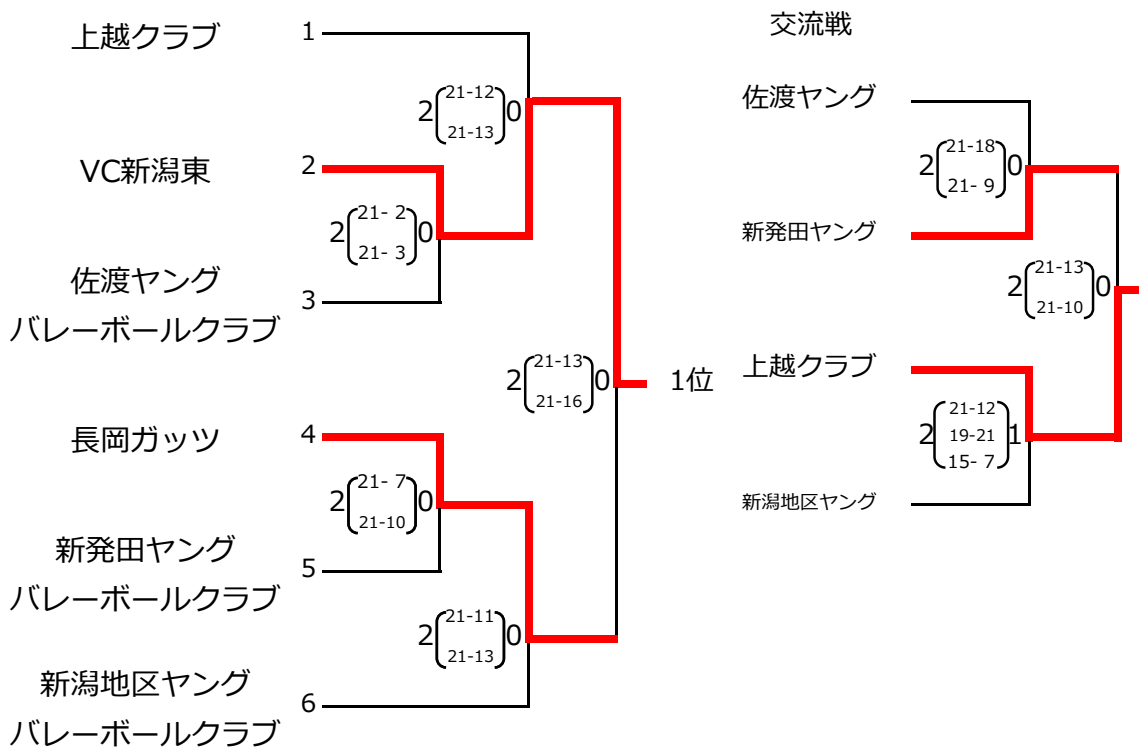 上越クラブ 1
2 21-12 0
21-13
VC新潟東 2
2 21- 2 0
21- 3
佐渡ヤング
バレーボールクラブ 3
2 21-13 0
21-16
1位
長岡ガッツ 4
2 21- 7 0
21-10
新発田ヤング
バレーボールクラブ 5
2 21-11 0
21-13
新潟地区ヤング
バレーボールクラブ 6
交流戦
佐渡ヤング
2 21-18 0
21- 9
新発田ヤング
2 21-13 0
21-10
上越クラブ
21-12
2 19-21 1
15- 7
新潟地区ヤング